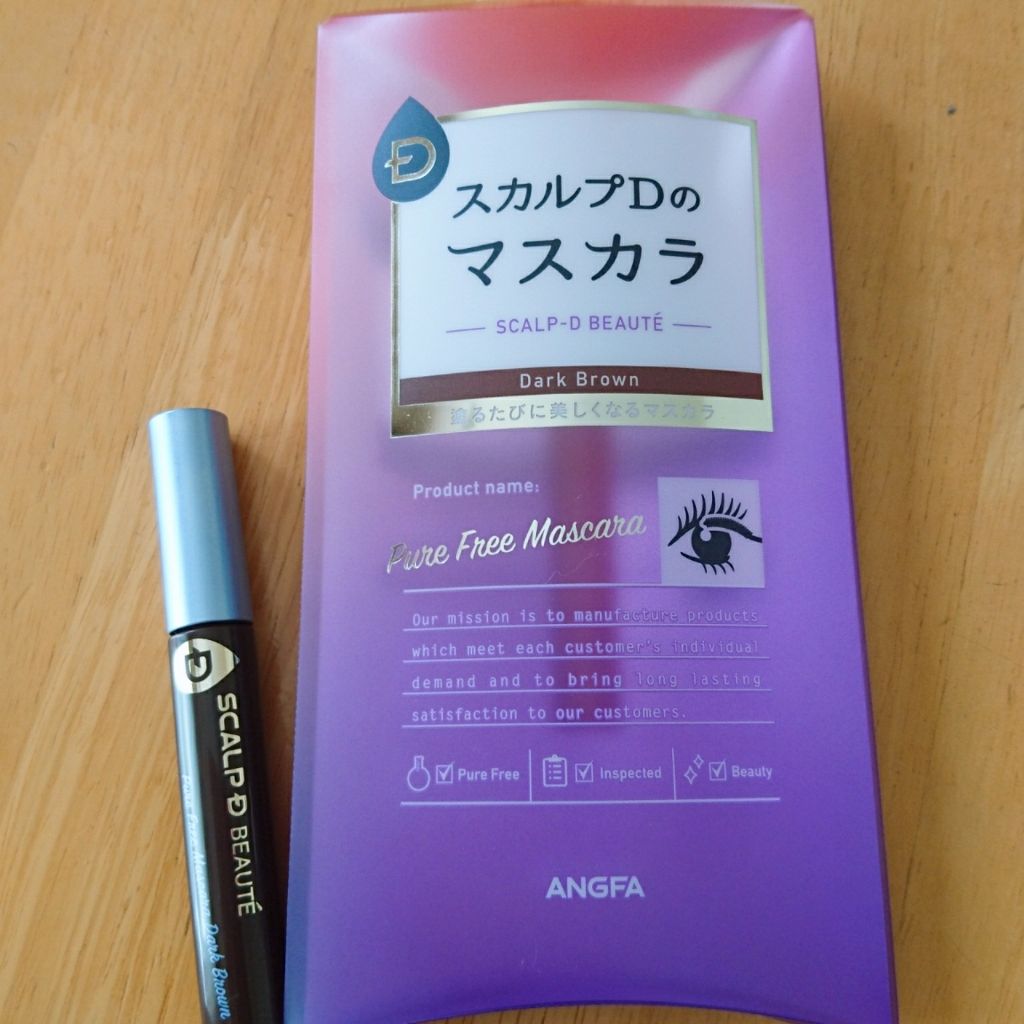 D
スカルプDの
マスカラ
SCALP-D BEAUTÉ
Dark Brown
塗るたびに美しくなるマスカラ
Product name:
Pure Free Mascara
Our mission is to manufacture products
which meet each customer's individual
demand and to bring long lasting
satisfaction to our customers.
Pure Free
Inspected
Beauty
ANGFA
D
SCALP D BEAUTÉ
Pure Free Mascara Dark Brown